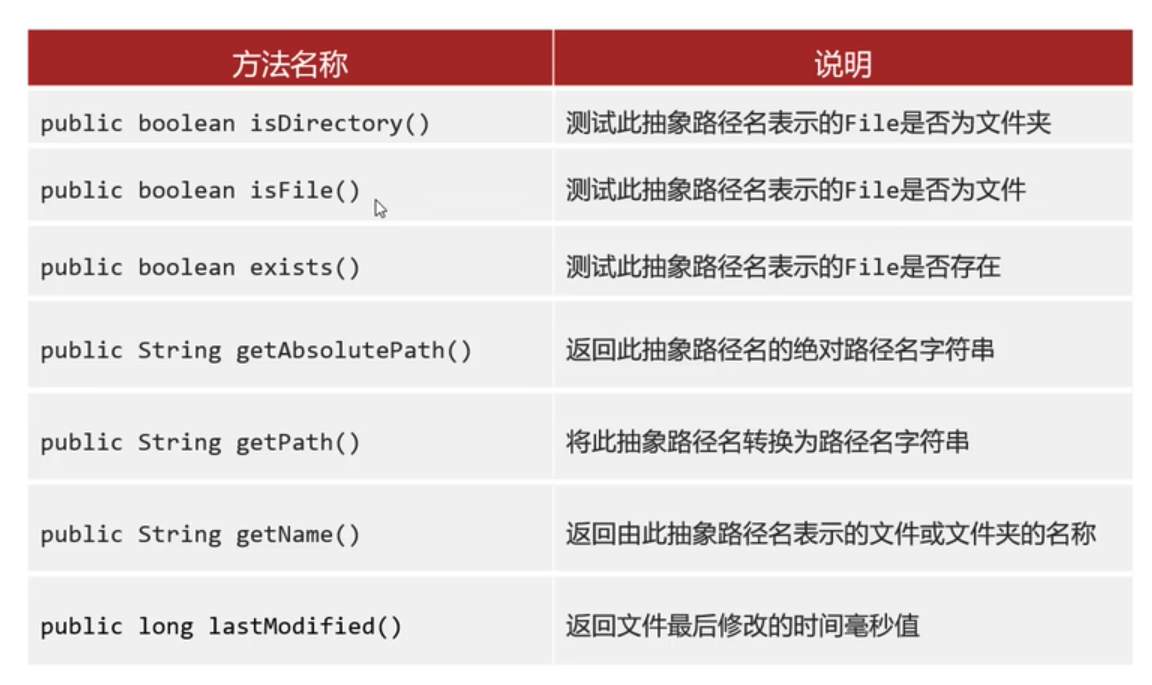 方法名称 说明
public boolean isDirectory() 测试此抽象路径名表示的File是否为文件夹
public boolean isFile() 测试此抽象路径名表示的File是否为文件
public boolean exists() 测试此抽象路径名表示的File是否存在
public String getAbsolutePath() 返回此抽象路径名的绝对路径名字符串
public String getPath() 将此抽象路径名转换为路径名字符串
public String getName() 返回由此抽象路径名表示的文件或文件夹的名称
public long lastModified() 返回文件最后修改的时间毫秒值